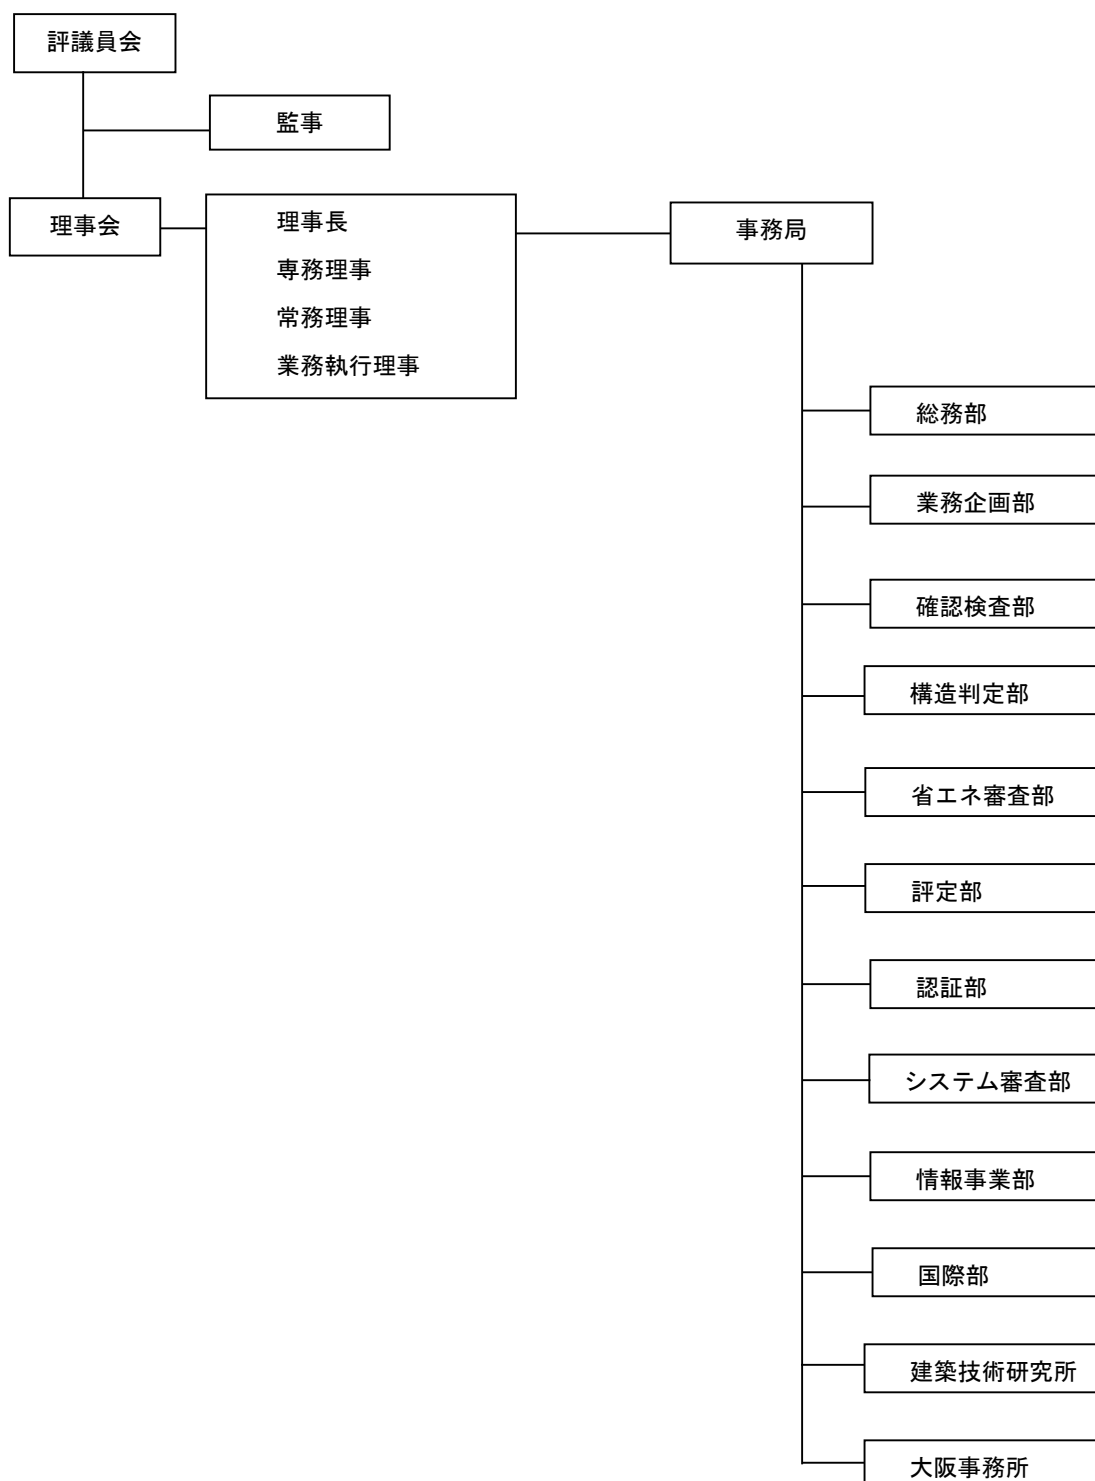 評議員会
監事
理事会
理事長
専務理事
常務理事
業務執行理事
事務局
総務部
業務企画部
確認検査部
構造判定部
省エネ審査部
評定部
認証部
システム審査部
情報事業部
国際部
建築技術研究所
大阪事務所